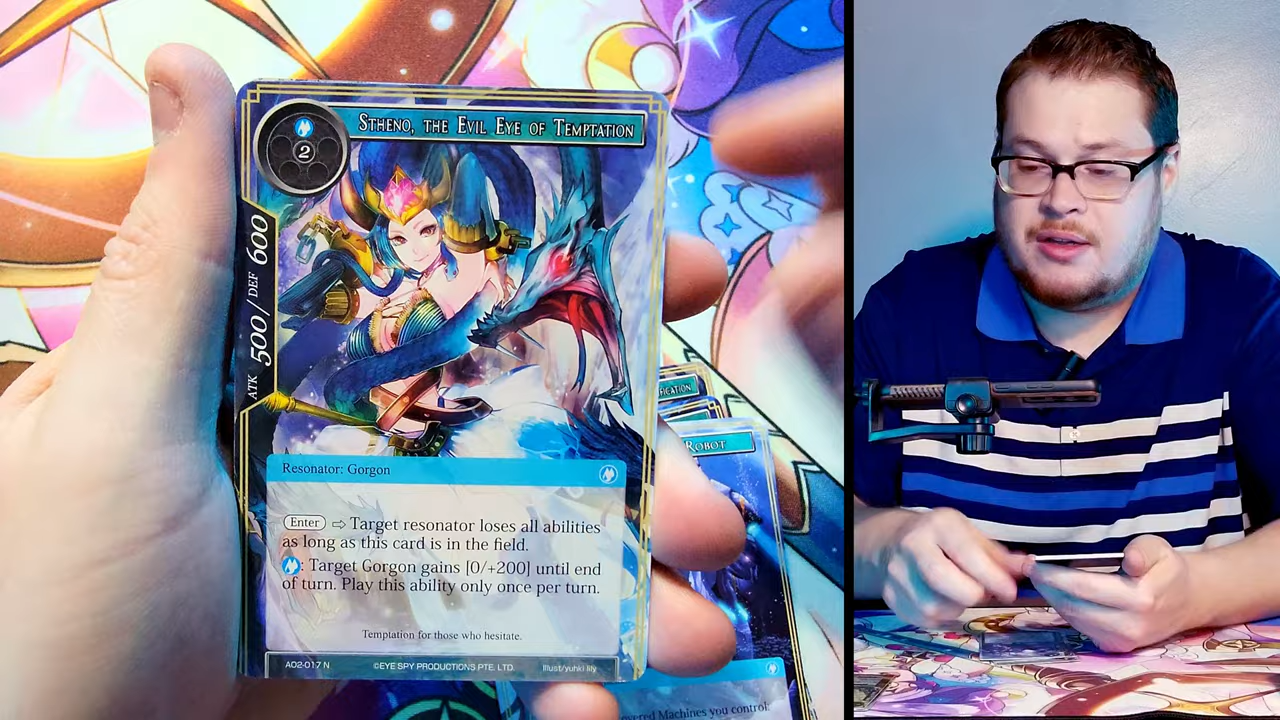 STHENO, THE EVIL EYE OF TEMPTATION
2
ATK 500 / DEF 600
Resonator: Gorgon
Enter ⇨ Target resonator loses all abilities
as long as this card is in the field.
: Target Gorgon gains [0/+200] until end
of turn. Play this ability only once per turn.
Temptation for those who hesitate.
AO2-017 N ©EYE SPY PRODUCTIONS PTE. LTD. Illust/yuhki lily
ROBOT
Machines you control.